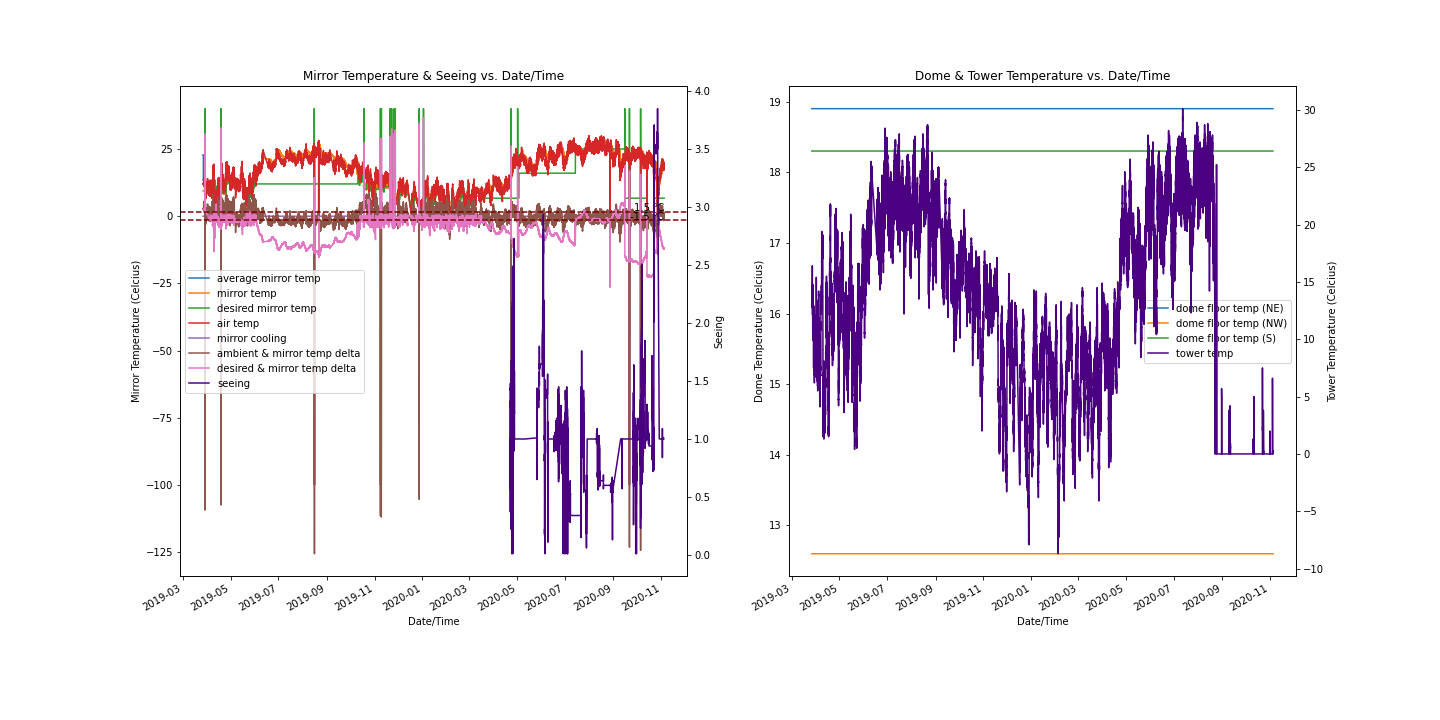 Mirror Temperature & Seeing vs. Date/Time
Mirror Temperature (Celcius)
25
0
−25
−50
−75
−100
−125
average mirror temp
mirror temp
desired mirror temp
air temp
mirror cooling
ambient & mirror temp delta
desired & mirror temp delta
seeing
4.0
3.5
3.0
2.5
2.0
1.5
1.0
0.5
0.0
Seeing
2019-03
2019-05
2019-07
2019-09
2019-11
2020-01
2020-03
2020-05
2020-07
2020-09
2020-11
Date/Time
Dome & Tower Temperature vs. Date/Time
Dome Temperature (Celcius)
19
18
17
16
15
14
13
dome floor temp (NE)
dome floor temp (NW)
dome floor temp (S)
tower temp
30
25
20
15
10
5
0
−5
−10
Tower Temperature (Celcius)
2019-03
2019-05
2019-07
2019-09
2019-11
2020-01
2020-03
2020-05
2020-07
2020-09
2020-11
Date/Time